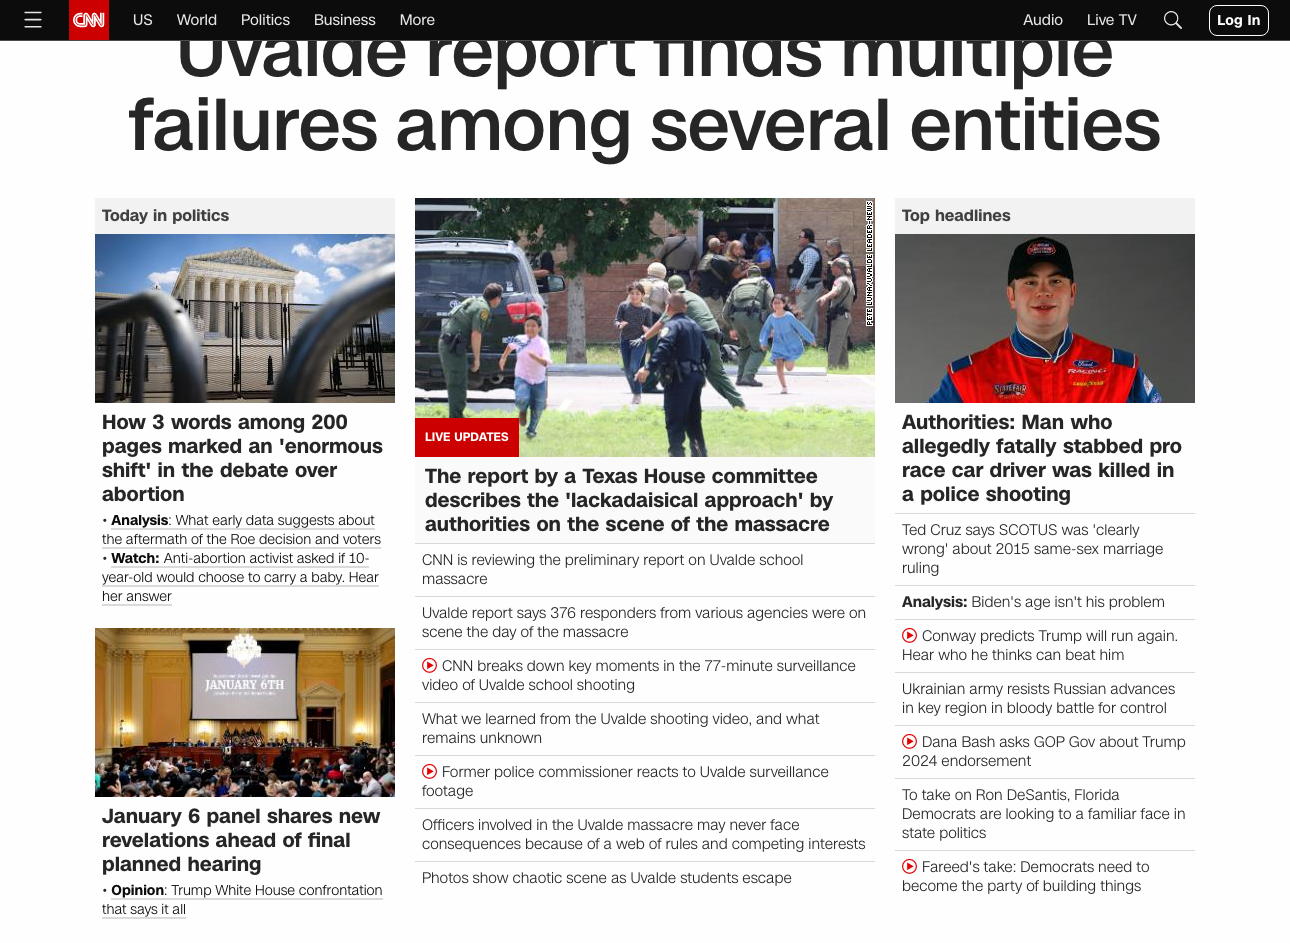 CNN
US
World
Politics
Business
More
Audio
Live TV
Log In
Uvalde report finds multiple
failures among several entities
Today in politics
How 3 words among 200
pages marked an 'enormous
shift' in the debate over
abortion
• Analysis: What early data suggests about
the aftermath of the Roe decision and voters
• Watch: Anti-abortion activist asked if 10-
year-old would choose to carry a baby. Hear
her answer
JANUARY 6TH
January 6 panel shares new
revelations ahead of final
planned hearing
• Opinion: Trump White House confrontation
that says it all
PETE LUNA/UVALDE LEADER-NEWS
LIVE UPDATES
The report by a Texas House committee
describes the 'lackadaisical approach' by
authorities on the scene of the massacre
CNN is reviewing the preliminary report on Uvalde school
massacre
Uvalde report says 376 responders from various agencies were on
scene the day of the massacre
CNN breaks down key moments in the 77-minute surveillance
video of Uvalde school shooting
What we learned from the Uvalde shooting video, and what
remains unknown
Former police commissioner reacts to Uvalde surveillance
footage
Officers involved in the Uvalde massacre may never face
consequences because of a web of rules and competing interests
Photos show chaotic scene as Uvalde students escape
Top headlines
Ford
RACING
Authorities: Man who
allegedly fatally stabbed pro
race car driver was killed in
a police shooting
Ted Cruz says SCOTUS was 'clearly
wrong' about 2015 same-sex marriage
ruling
Analysis: Biden's age isn't his problem
Conway predicts Trump will run again.
Hear who he thinks can beat him
Ukrainian army resists Russian advances
in key region in bloody battle for control
Dana Bash asks GOP Gov about Trump
2024 endorsement
To take on Ron DeSantis, Florida
Democrats are looking to a familiar face in
state politics
Fareed's take: Democrats need to
become the party of building things